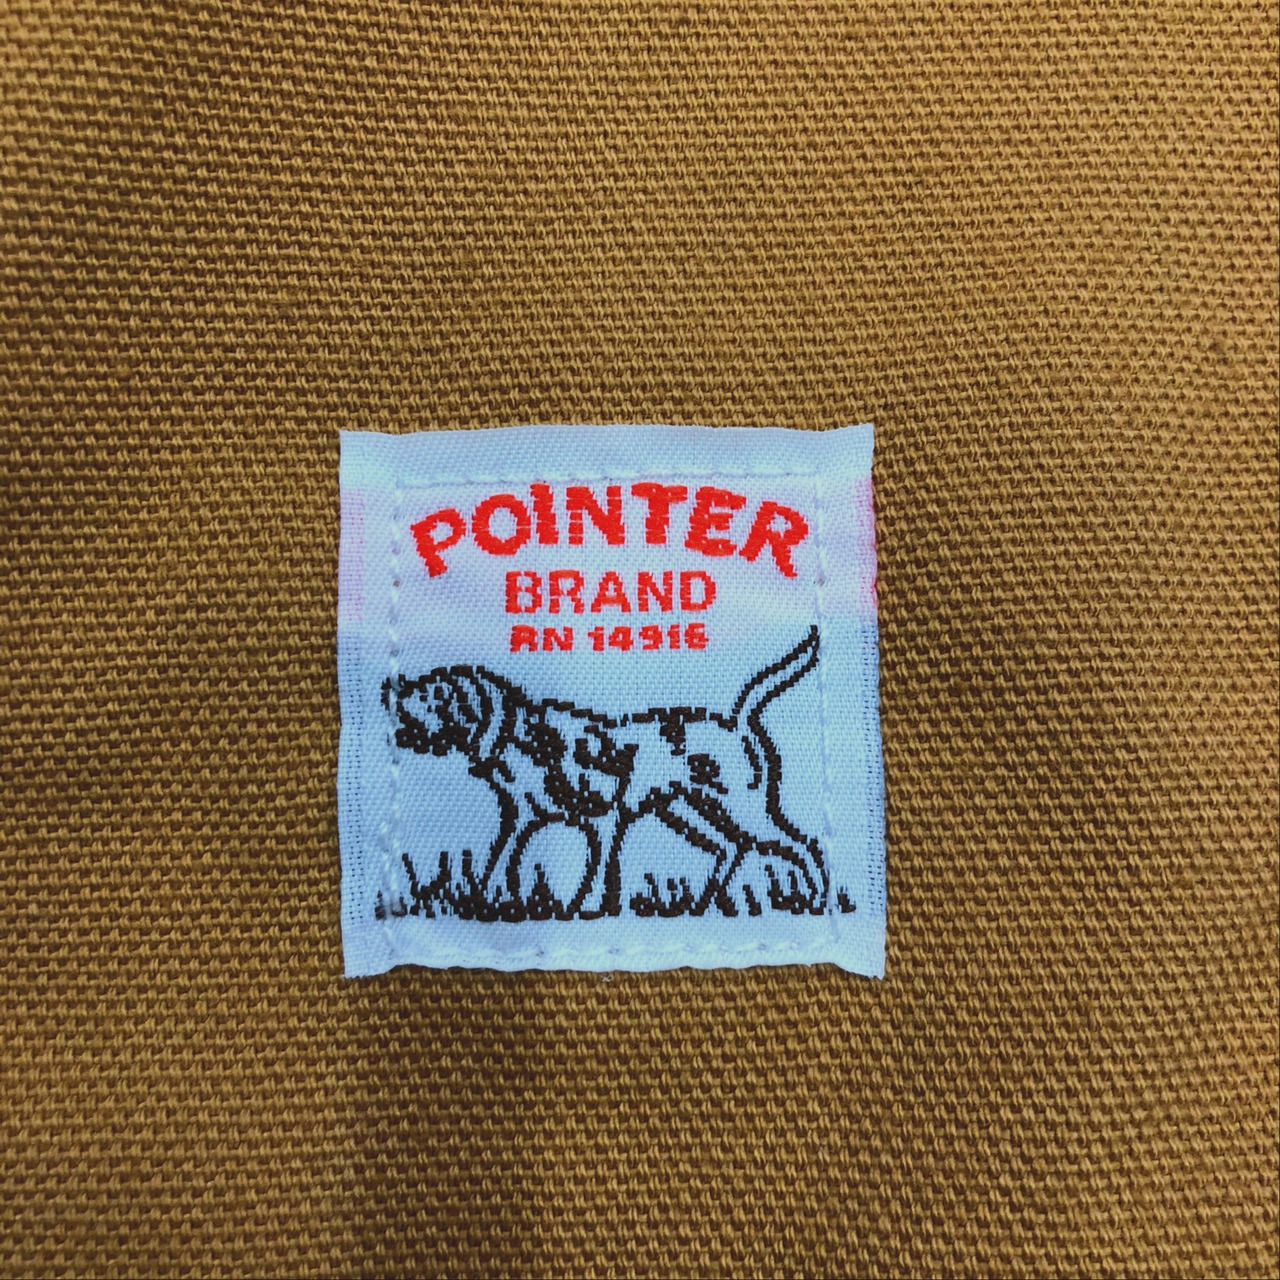 POINTER
BRAND
RN 14916